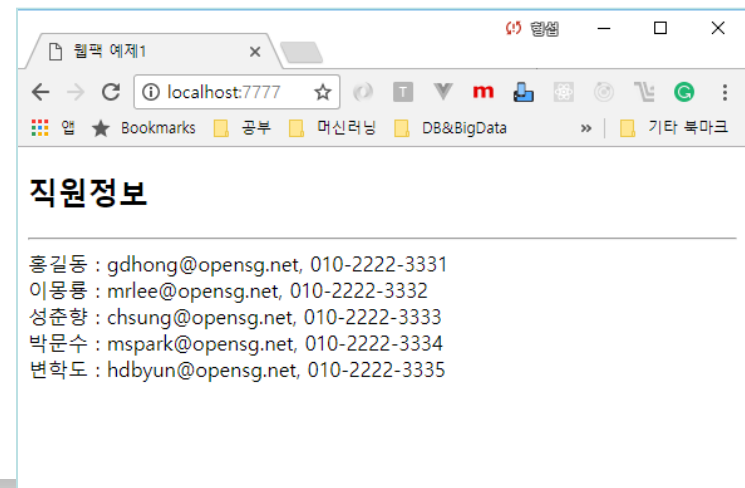 형섭
웹팩 예제1
localhost:7777
T m G
앱 Bookmarks 공부 머신러닝 DB&BigData » 기타 북마크
직원정보
홍길동 : gdhong@opensg.net, 010-2222-3331
이몽룡 : mrlee@opensg.net, 010-2222-3332
성춘향 : chsung@opensg.net, 010-2222-3333
박문수 : mspark@opensg.net, 010-2222-3334
변학도 : hdbyun@opensg.net, 010-2222-3335